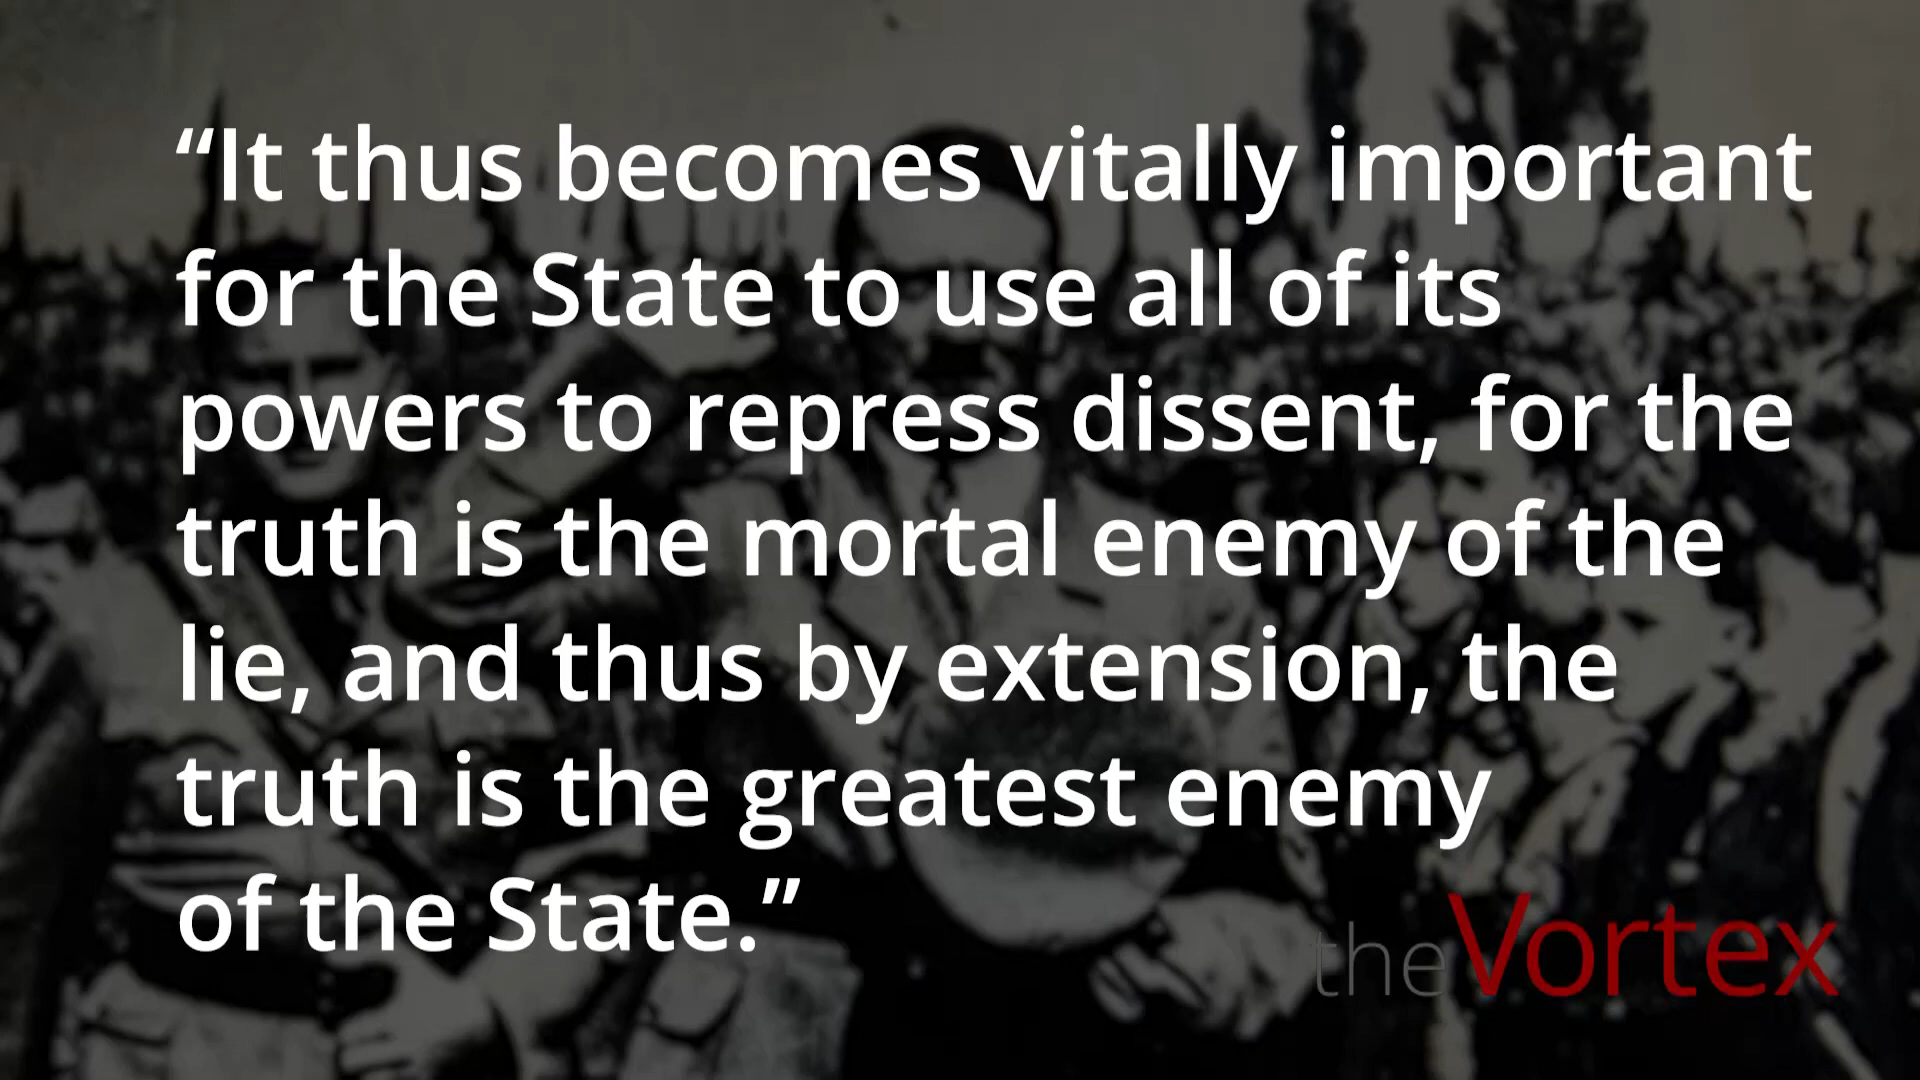 “It thus becomes vitally important
for the State to use all of its
powers to repress dissent, for the
truth is the mortal enemy of the
lie, and thus by extension, the
truth is the greatest enemy
of the State.”
theVortex